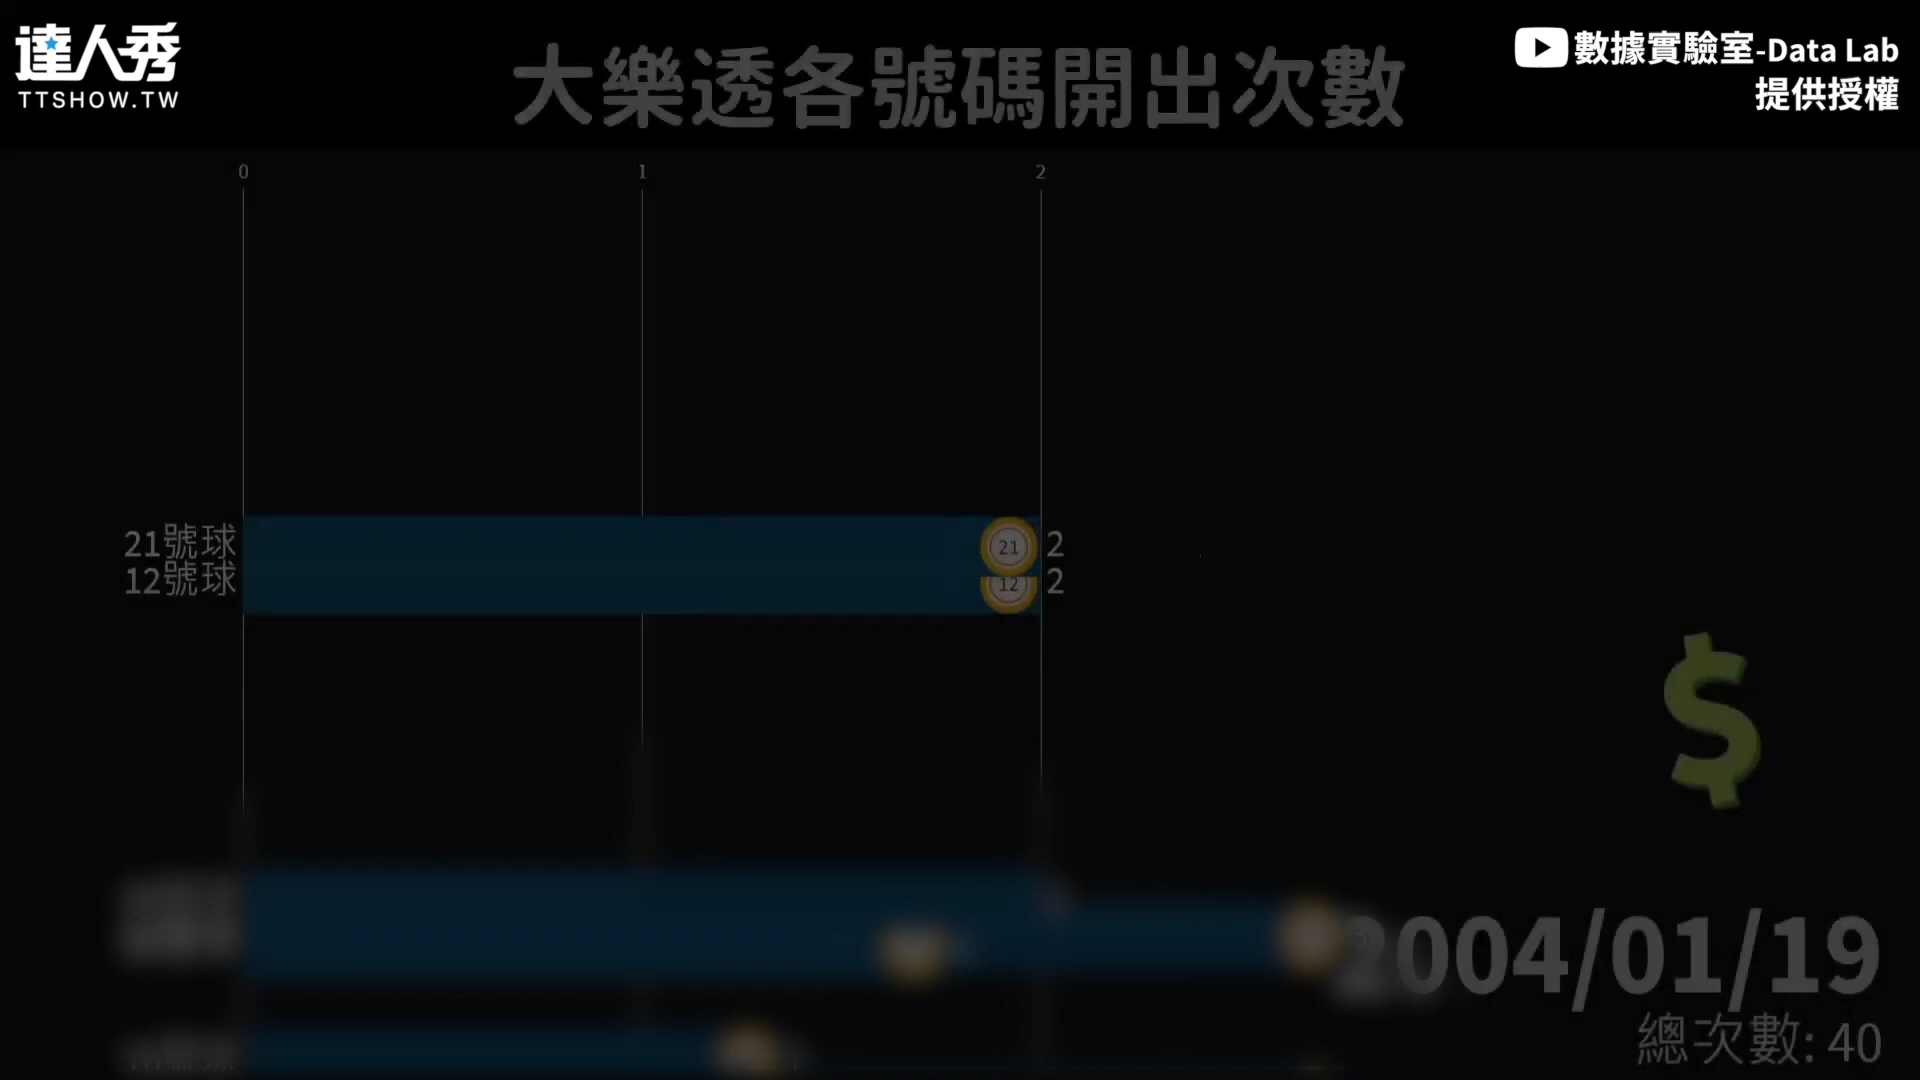 達人秀
TTSHOW.TW
大樂透各號碼開出次數
數據實驗室-Data Lab
提供授權
0
1
2
21號球
21
2
12號球
12
2
$
2004/01/19
總次數: 40